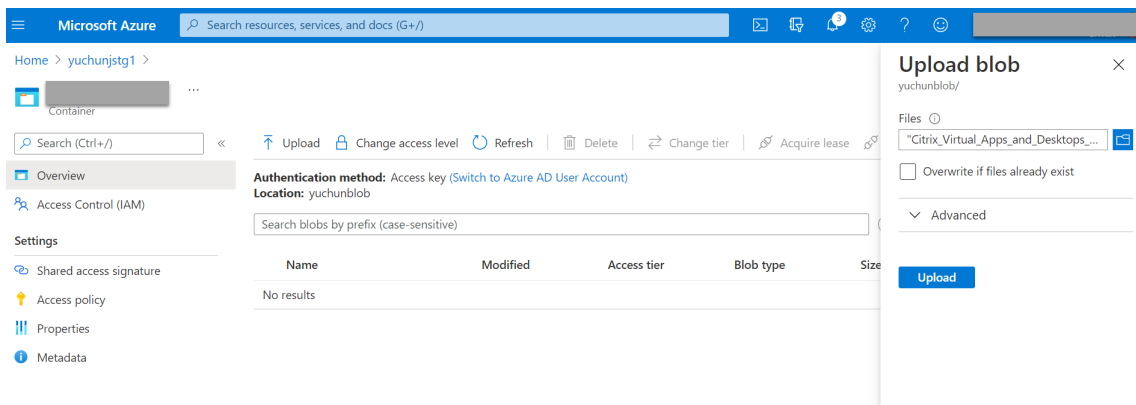 Microsoft Azure
Search resources, services, and docs (G+/)
3
Home > yuchunjstg1 >
...
Container
Search (Ctrl+/)
«
Overview
Access Control (IAM)
Settings
Shared access signature
Access policy
Properties
Metadata
Upload Change access level Refresh Delete Change tier Acquire lease
Authentication method: Access key (Switch to Azure AD User Account)
Location: yuchunblob
Search blobs by prefix (case-sensitive)
Name Modified Access tier Blob type Size
No results
Upload blob
yuchunblob/
Files
"Citrix_Virtual_Apps_and_Desktops_...
Overwrite if files already exist
Advanced
Upload